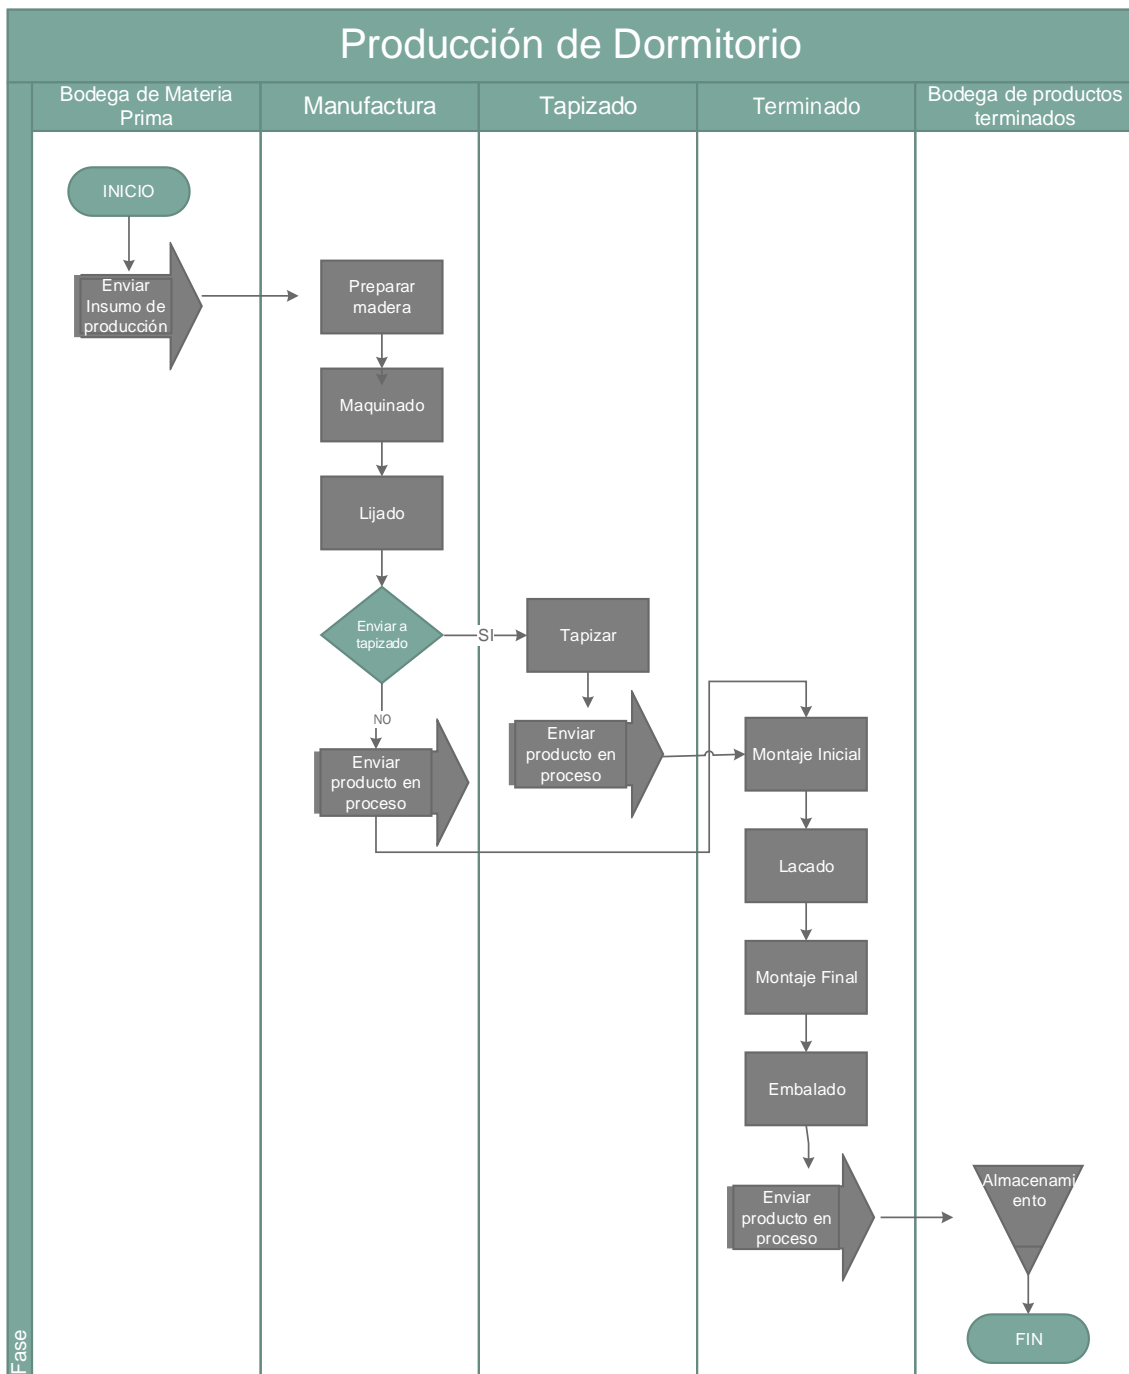 Producción de Dormitorio
Bodega de Materia
Prima
Manufactura
Tapizado
Terminado
Bodega de productos
terminados
INICIO
Enviar
Insumo de
producción
Preparar
madera
Maquinado
Lijado
Enviar a
tapizado
SI
Tapizar
NO
Enviar
producto en
proceso
Enviar
producto en
proceso
Montaje Inicial
Lacado
Montaje Final
Embalado
Enviar
producto en
proceso
Almacenami
ento
FIN
Fase